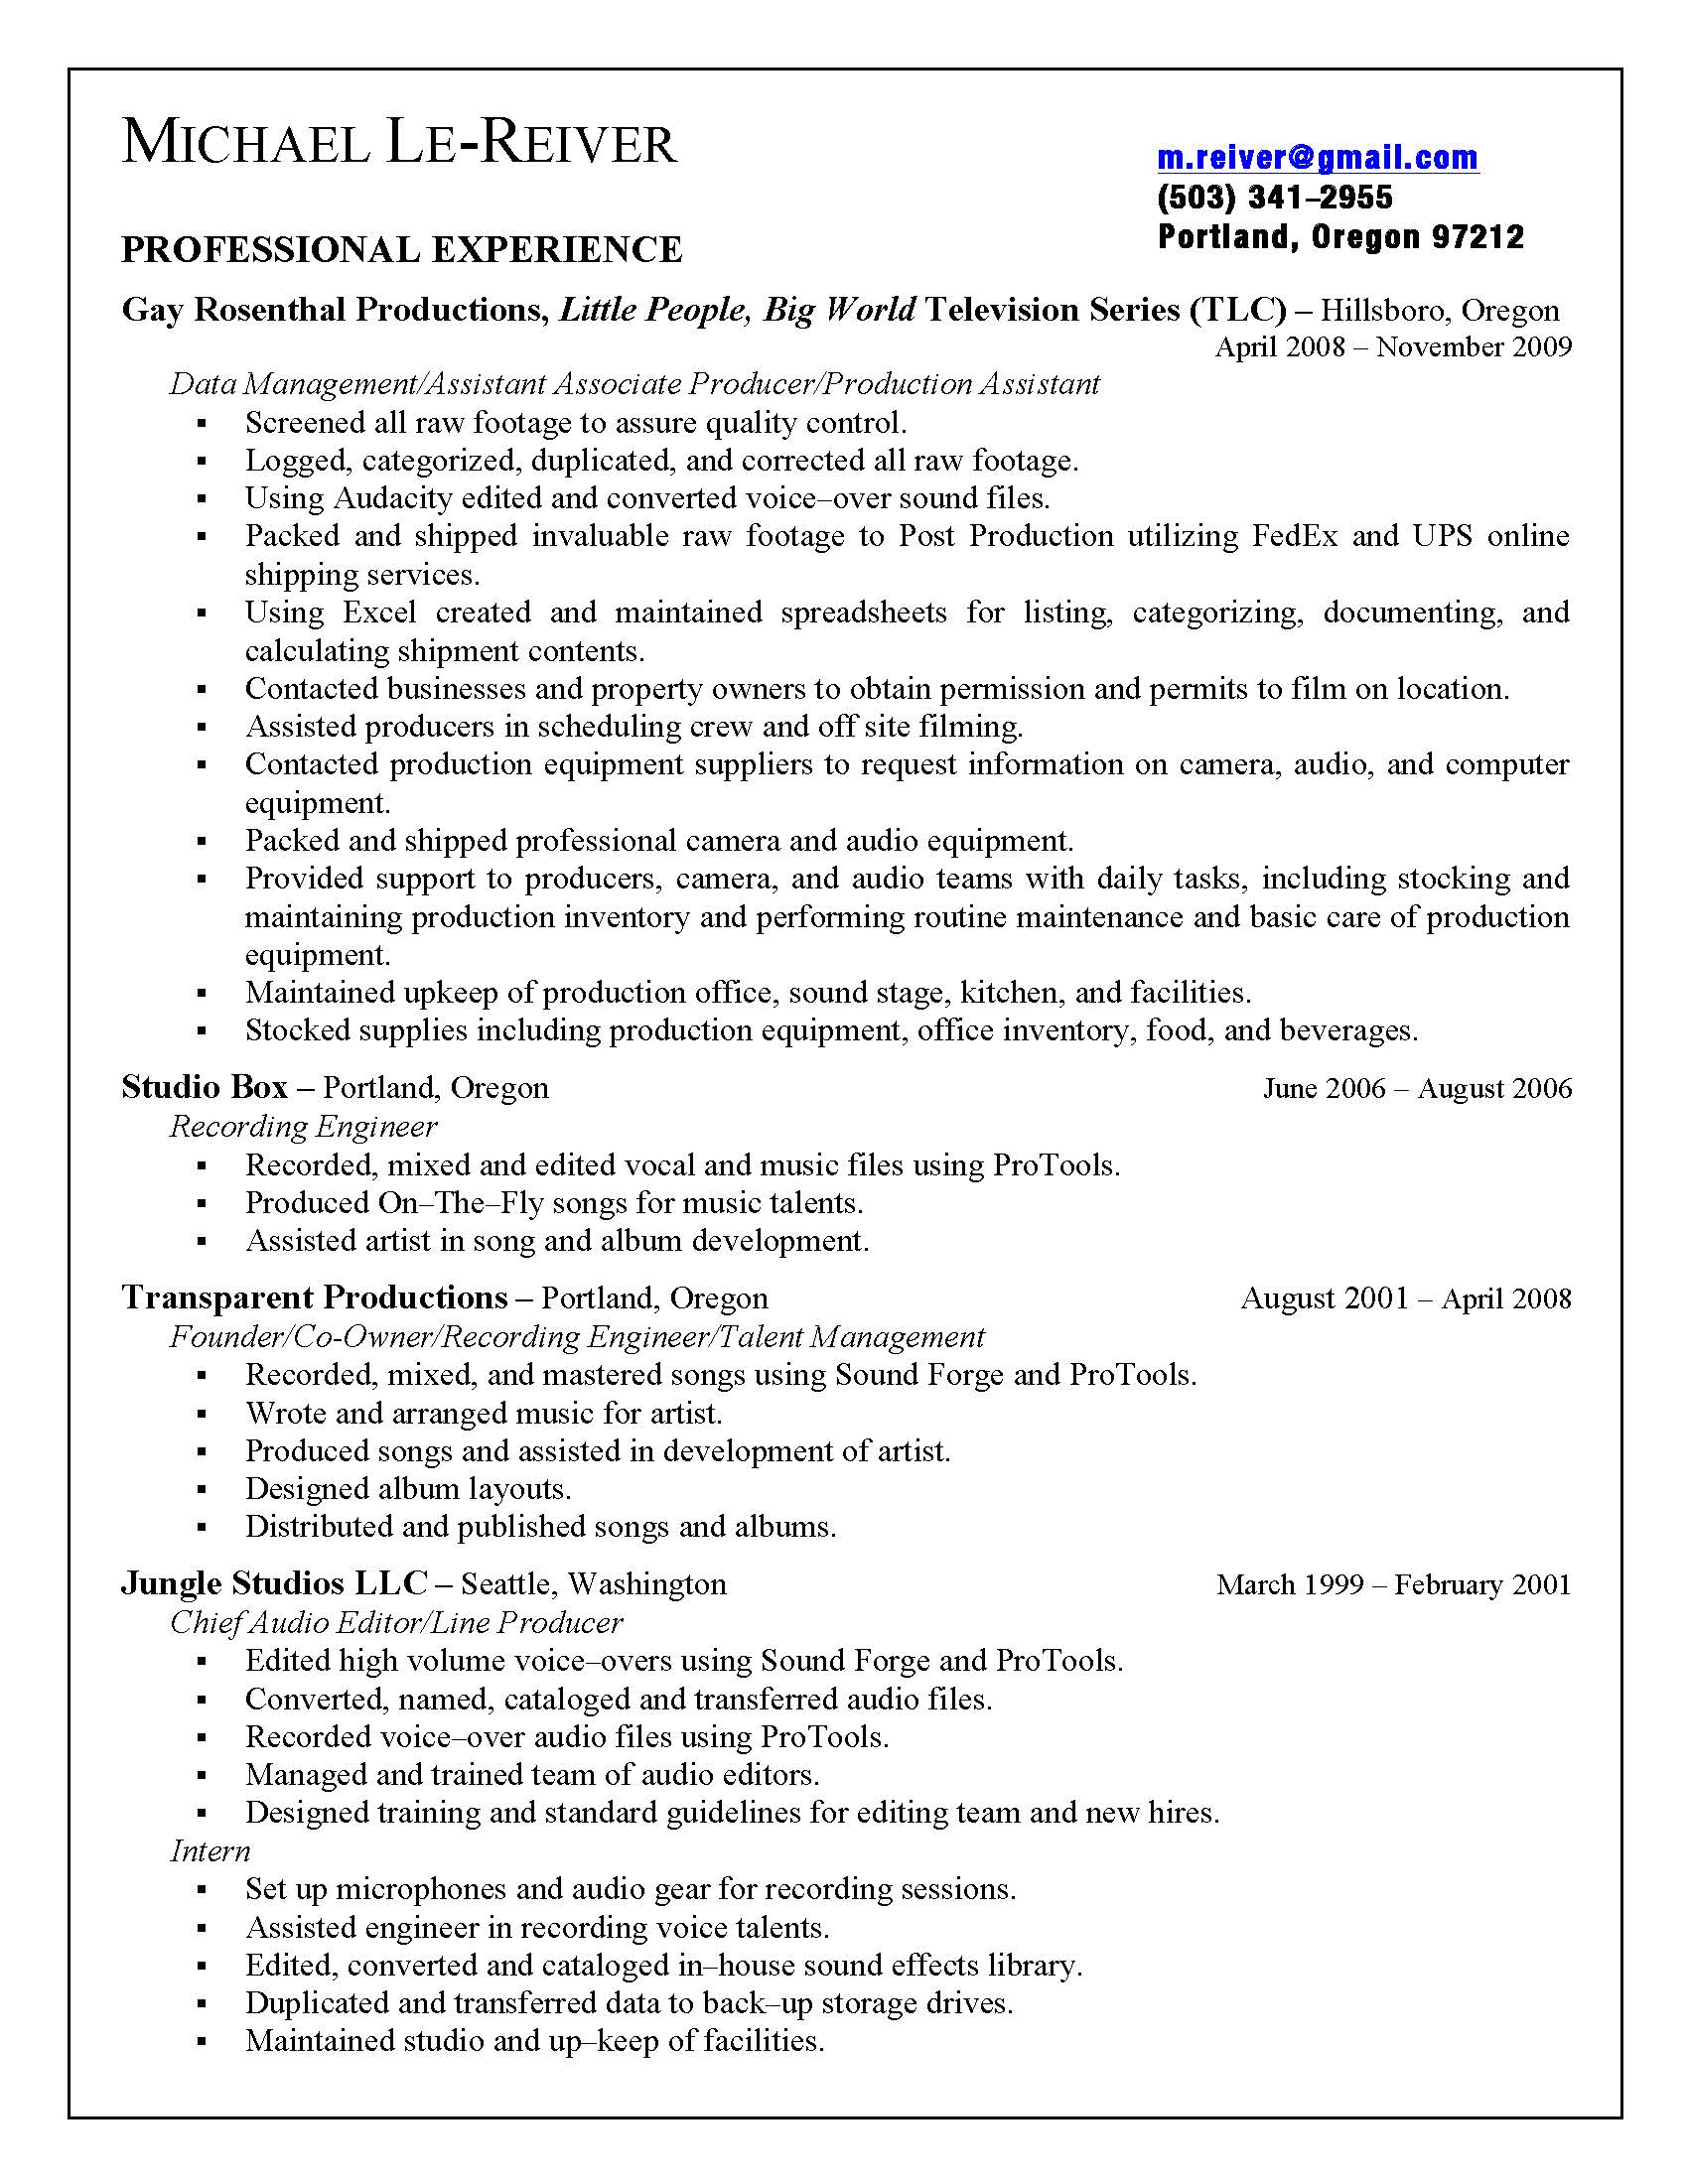 MICHAEL LE-REIVER
m.reiver@gmail.com
(503) 341–2955
Portland, Oregon 97212
PROFESSIONAL EXPERIENCE
Gay Rosenthal Productions, Little People, Big World Television Series (TLC) – Hillsboro, Oregon
April 2008 – November 2009
Data Management/Assistant Associate Producer/Production Assistant
▪ Screened all raw footage to assure quality control.
▪ Logged, categorized, duplicated, and corrected all raw footage.
▪ Using Audacity edited and converted voice–over sound files.
▪ Packed and shipped invaluable raw footage to Post Production utilizing FedEx and UPS online
shipping services.
▪ Using Excel created and maintained spreadsheets for listing, categorizing, documenting, and
calculating shipment contents.
▪ Contacted businesses and property owners to obtain permission and permits to film on location.
▪ Assisted producers in scheduling crew and off site filming.
▪ Contacted production equipment suppliers to request information on camera, audio, and computer
equipment.
▪ Packed and shipped professional camera and audio equipment.
▪ Provided support to producers, camera, and audio teams with daily tasks, including stocking and
maintaining production inventory and performing routine maintenance and basic care of production
equipment.
▪ Maintained upkeep of production office, sound stage, kitchen, and facilities.
▪ Stocked supplies including production equipment, office inventory, food, and beverages.
Studio Box – Portland, Oregon June 2006 – August 2006
Recording Engineer
▪ Recorded, mixed and edited vocal and music files using ProTools.
▪ Produced On–The–Fly songs for music talents.
▪ Assisted artist in song and album development.
Transparent Productions – Portland, Oregon August 2001 – April 2008
Founder/Co-Owner/Recording Engineer/Talent Management
▪ Recorded, mixed, and mastered songs using Sound Forge and ProTools.
▪ Wrote and arranged music for artist.
▪ Produced songs and assisted in development of artist.
▪ Designed album layouts.
▪ Distributed and published songs and albums.
Jungle Studios LLC – Seattle, Washington March 1999 – February 2001
Chief Audio Editor/Line Producer
▪ Edited high volume voice–overs using Sound Forge and ProTools.
▪ Converted, named, cataloged and transferred audio files.
▪ Recorded voice–over audio files using ProTools.
▪ Managed and trained team of audio editors.
▪ Designed training and standard guidelines for editing team and new hires.
Intern
▪ Set up microphones and audio gear for recording sessions.
▪ Assisted engineer in recording voice talents.
▪ Edited, converted and cataloged in–house sound effects library.
▪ Duplicated and transferred data to back–up storage drives.
▪ Maintained studio and up–keep of facilities.